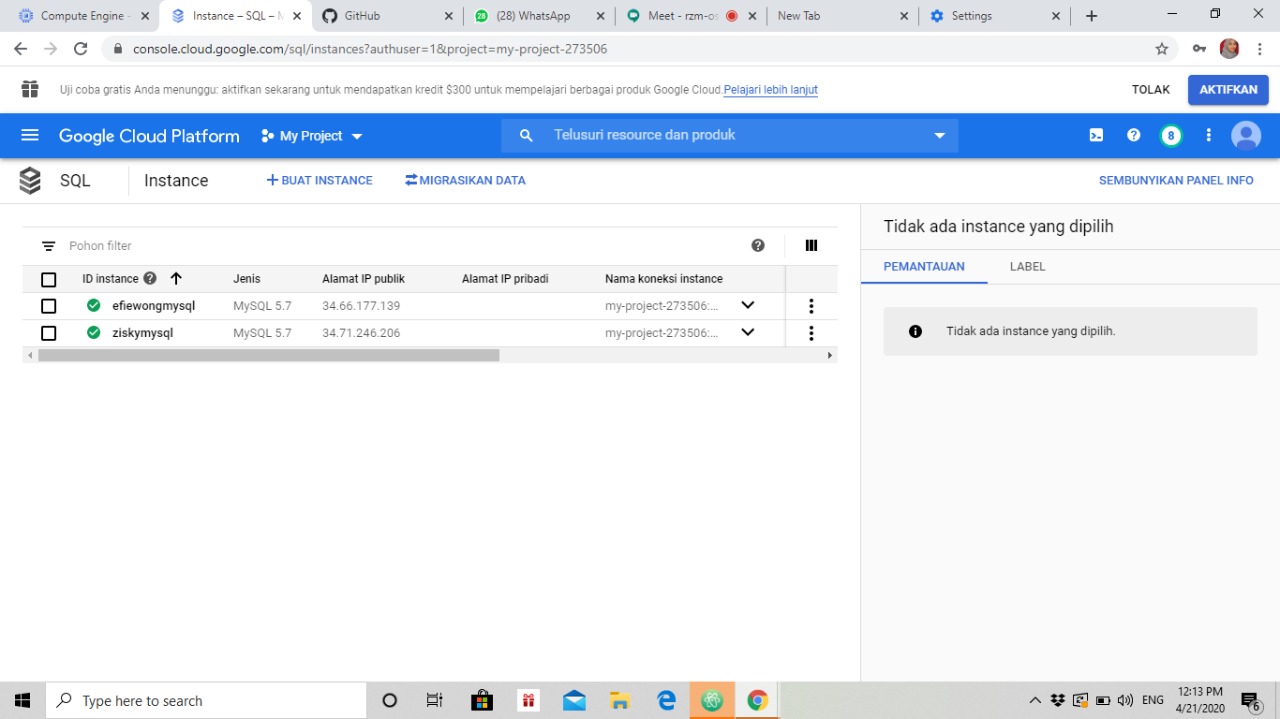 Compute Engine -
Instance – SQL – M
GitHub
(28) WhatsApp
Meet - rzm-os
New Tab
Settings
console.cloud.google.com/sql/instances?authuser=1&project=my-project-273506
Uji coba gratis Anda menunggu: aktifkan sekarang untuk mendapatkan kredit $300 untuk mempelajari berbagai produk Google Cloud. Pelajari lebih lanjut
TOLAK
AKTIFKAN
Google Cloud Platform
My Project
Telusuri resource dan produk
8
SQL
Instance
BUAT INSTANCE
MIGRASIKAN DATA
SEMBUNYIKAN PANEL INFO
Pohon filter
ID instance Jenis Alamat IP publik Alamat IP pribadi Nama koneksi instance
efiewongmysql MySQL 5.7 34.66.177.139 my-project-273506:...
ziskymysql MySQL 5.7 34.71.246.206 my-project-273506:...
Tidak ada instance yang dipilih
PEMANTAUAN LABEL
Tidak ada instance yang dipilih.
Type here to search
ENG
12:13 PM
4/21/2020
6